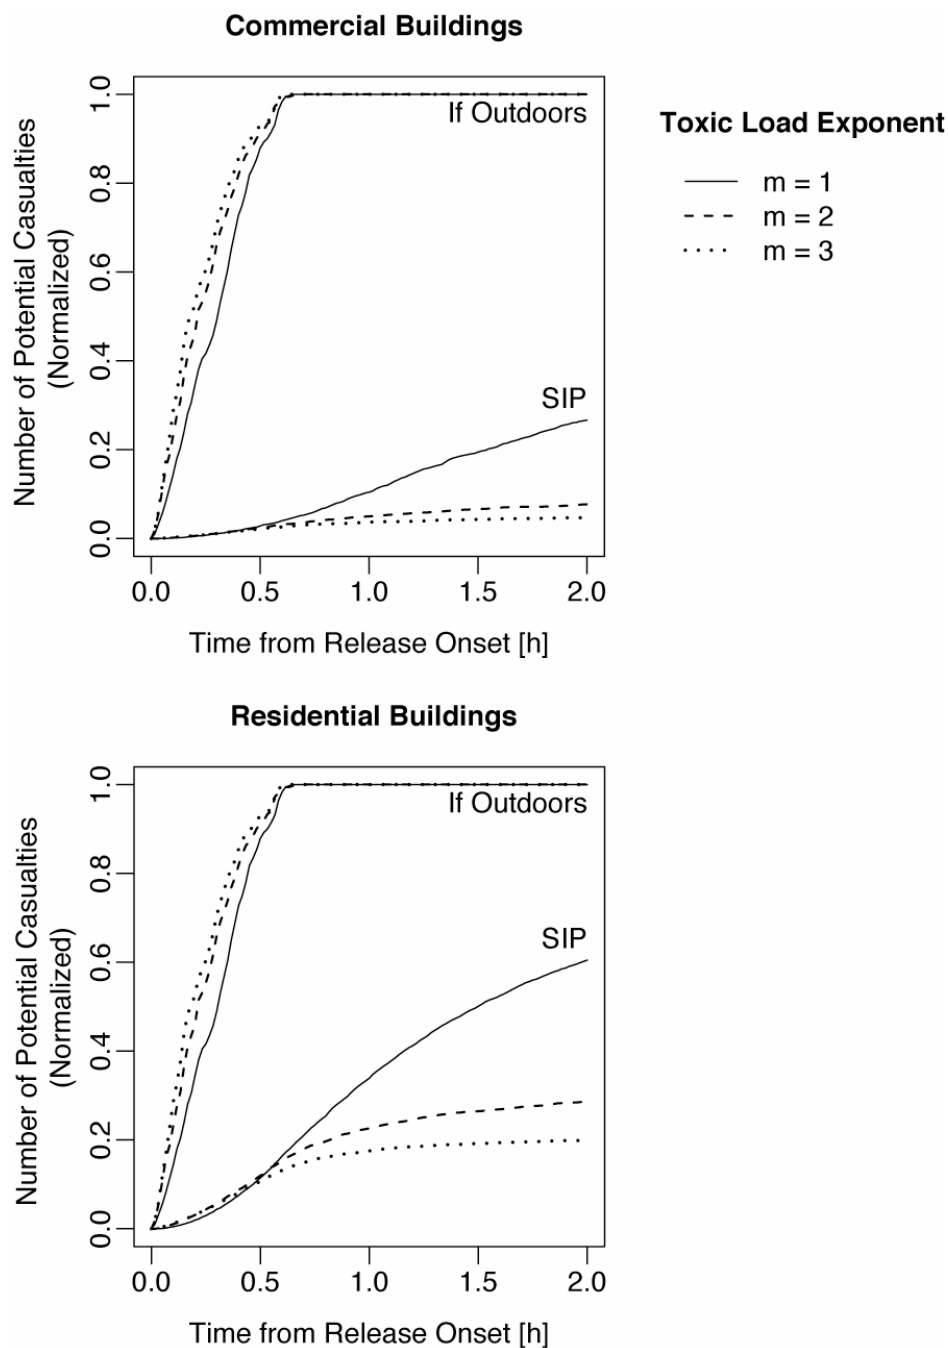 Commercial Buildings
Number of Potential Casualties
(Normalized)
1.0
0.8
0.6
0.4
0.2
0.0
If Outdoors
SIP
0.0 0.5 1.0 1.5 2.0
Time from Release Onset [h]
Toxic Load Exponent
m = 1
m = 2
m = 3
Residential Buildings
Number of Potential Casualties
(Normalized)
1.0
0.8
0.6
0.4
0.2
0.0
If Outdoors
SIP
0.0 0.5 1.0 1.5 2.0
Time from Release Onset [h]